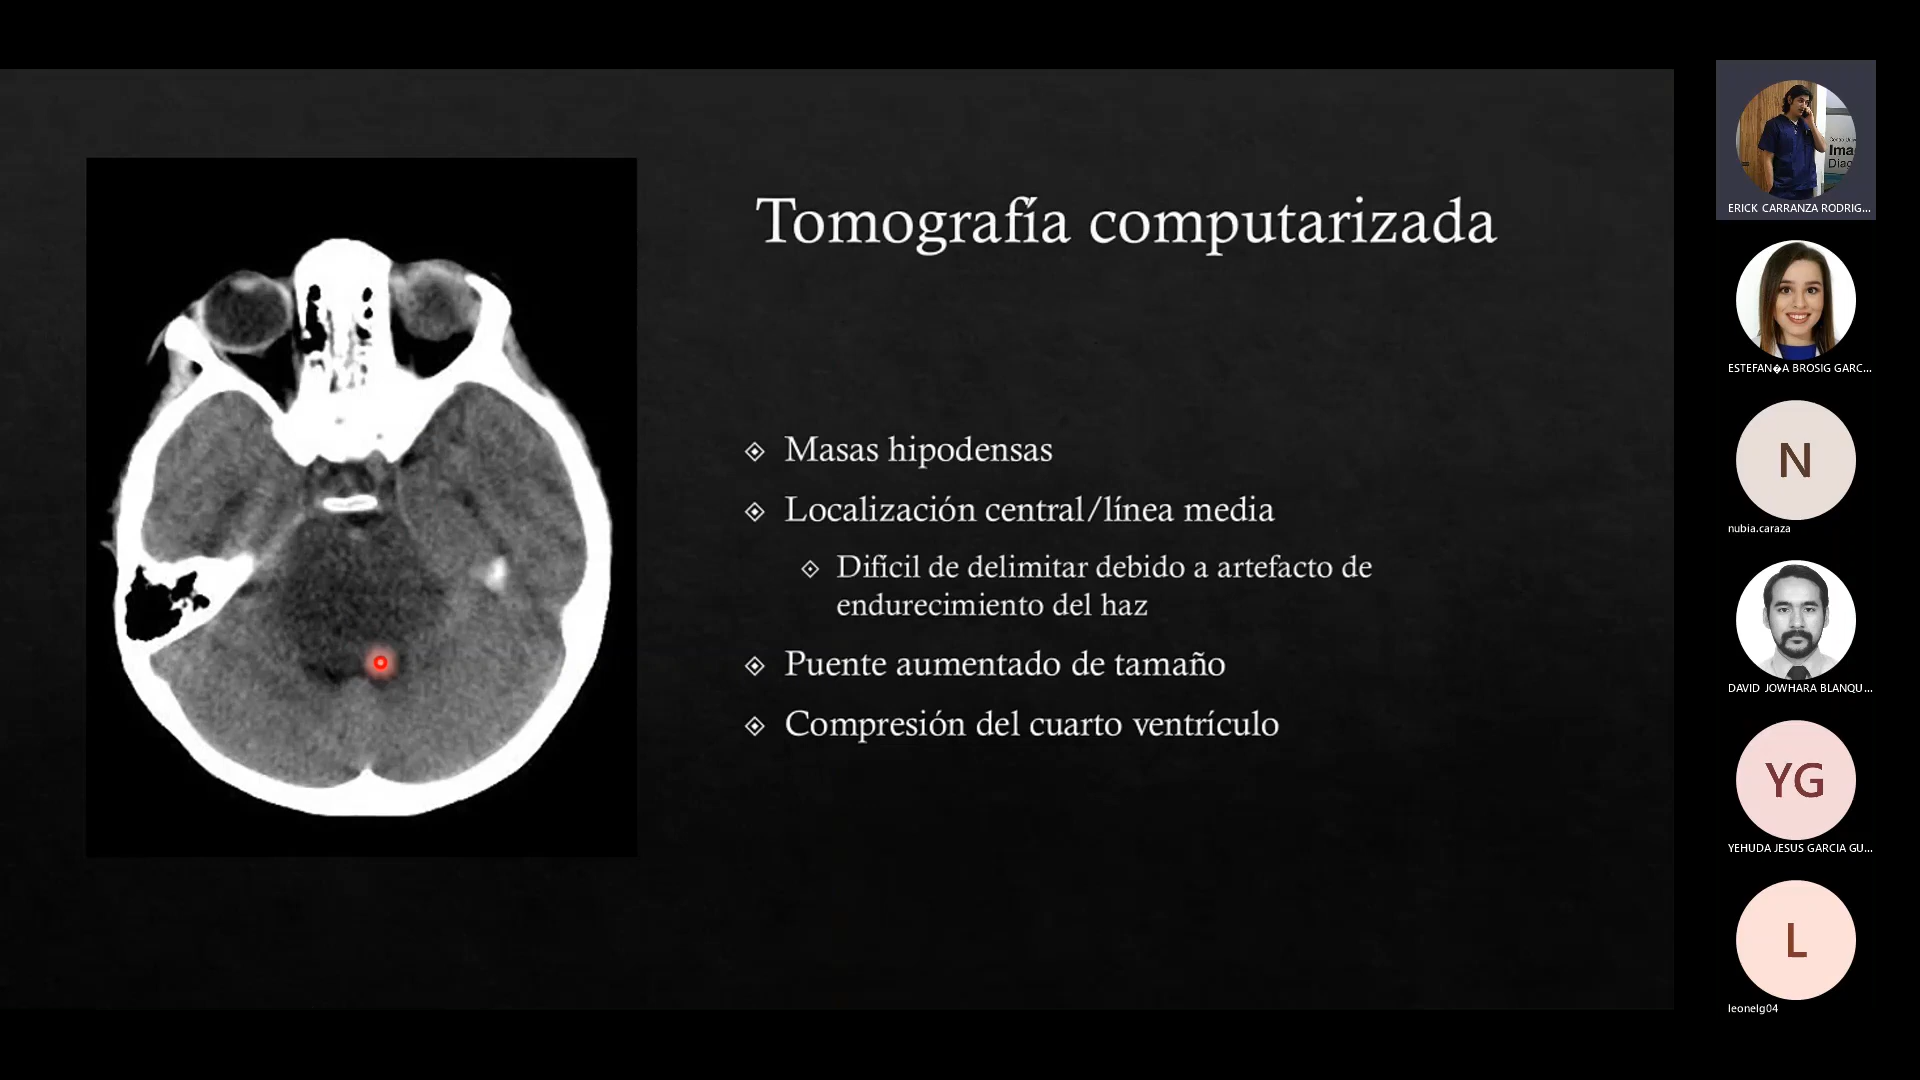 Tomografía computarizada
Masas hipodensas
Localización central/línea media
Difícil de delimitar debido a artefacto de
endurecimiento del haz
Puente aumentado de tamaño
Compresión del cuarto ventrículo
Ima
Diag
ERICK CARRANZA RODRIG...
ESTEFAN�A BROSIG GARC...
N
nubia.caraza
DAVID JOWHARA BLANQU...
YG
YEHUDA JESUS GARCIA GU...
L
leonelg04